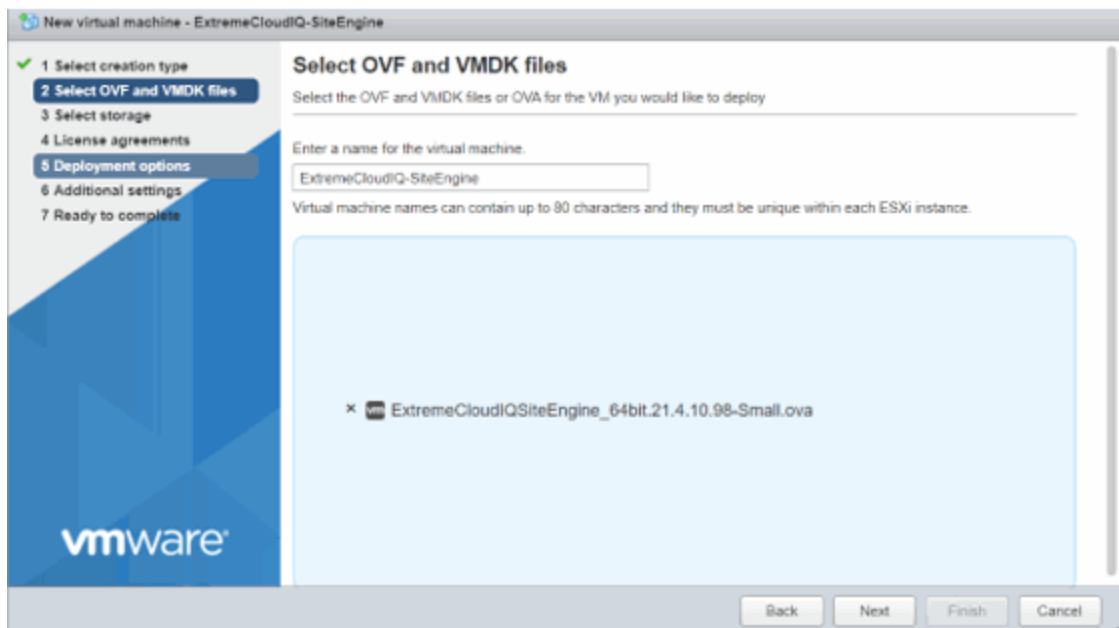 New virtual machine - ExtremeCloudIQ-SiteEngine
1 Select creation type
2 Select OVF and VMDK files
3 Select storage
4 License agreements
5 Deployment options
6 Additional settings
7 Ready to complete
vmware®
Select OVF and VMDK files
Select the OVF and VMDK files or OVA for the VM you would like to deploy
Enter a name for the virtual machine.
ExtremeCloudIQ-SiteEngine
Virtual machine names can contain up to 80 characters and they must be unique within each ESXi instance.
× vm ExtremeCloudIQSiteEngine_64bit.21.4.10.98-Small.ova
Back Next Finish Cancel